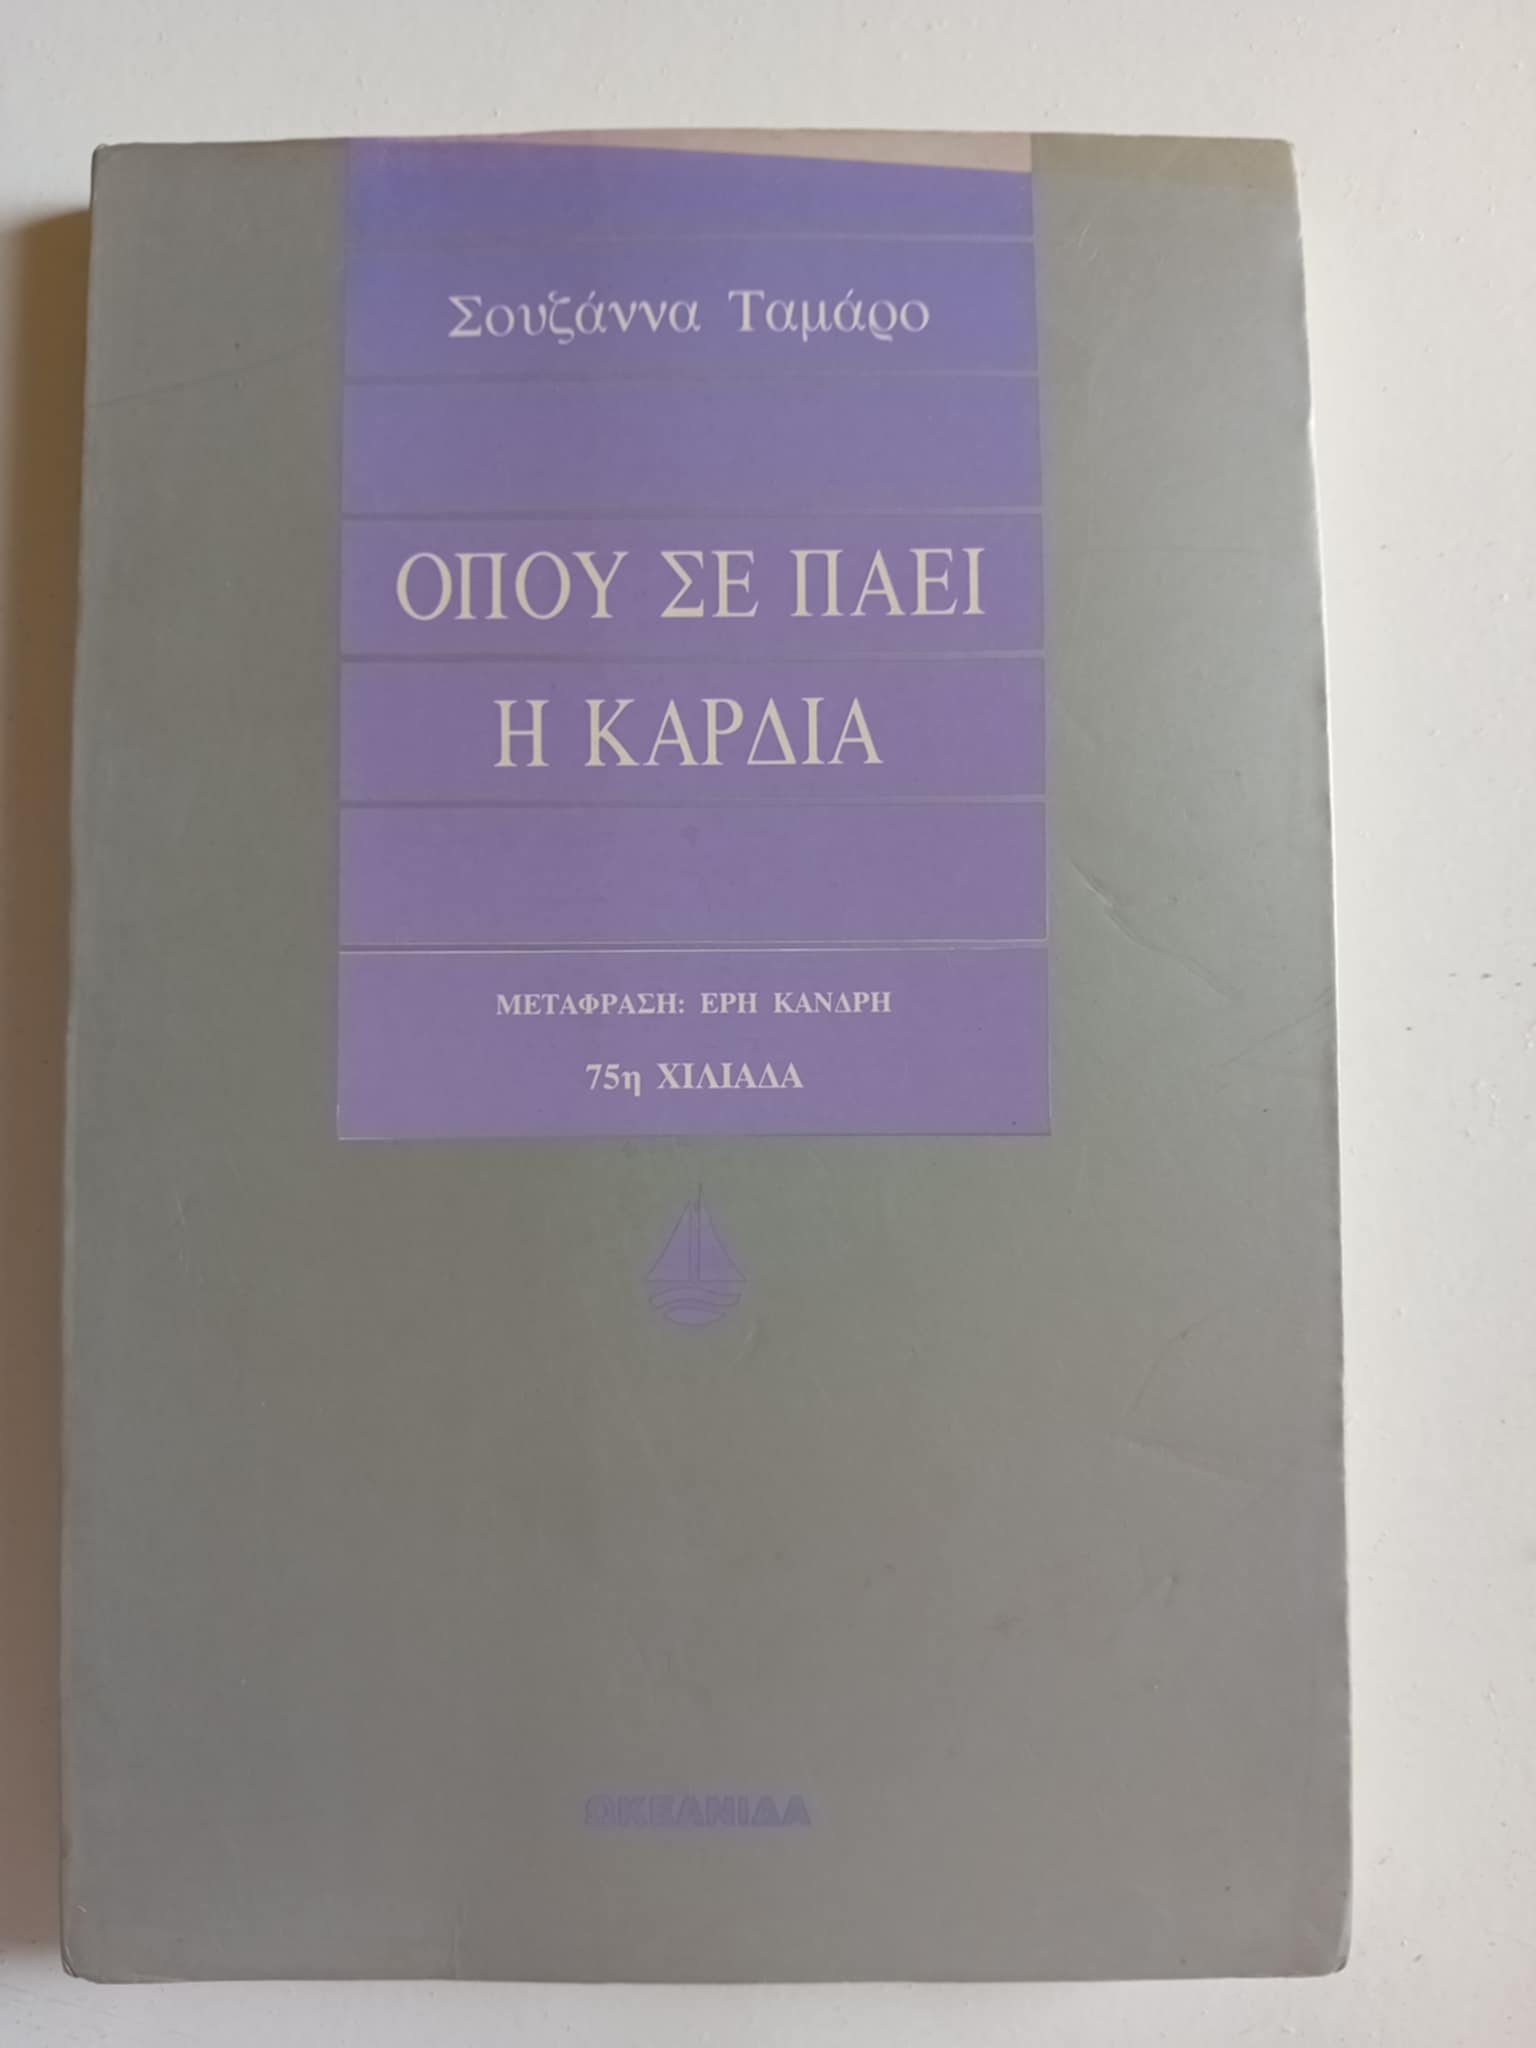 Σουζάννα Ταμάρο
ΟΠΟΥ ΣΕ ΠΑΕΙ
Η ΚΑΡΔΙΑ
ΜΕΤΑΦΡΑΣΗ: ΕΡΗ ΚΑΝΔΡΗ
75η ΧΙΛΙΑΔΑ
ΩΚΕΑΝΙΔΑ